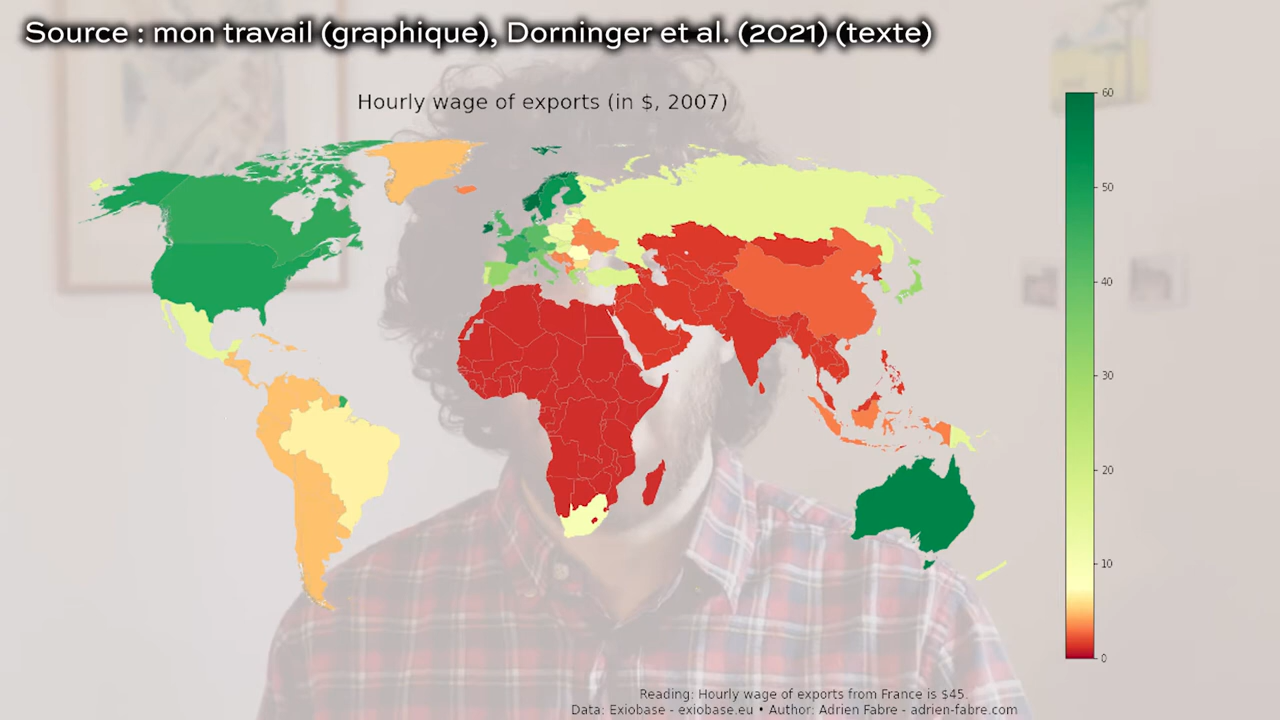 Source : mon travail (graphique), Dorninger et al. (2021) (texte)
Hourly wage of exports (in $, 2007)
60
50
40
30
20
10
0
Reading: Hourly wage of exports from France is $45.
Data: Exiobase - exiobase.eu • Author: Adrien Fabre - adrien-fabre.com